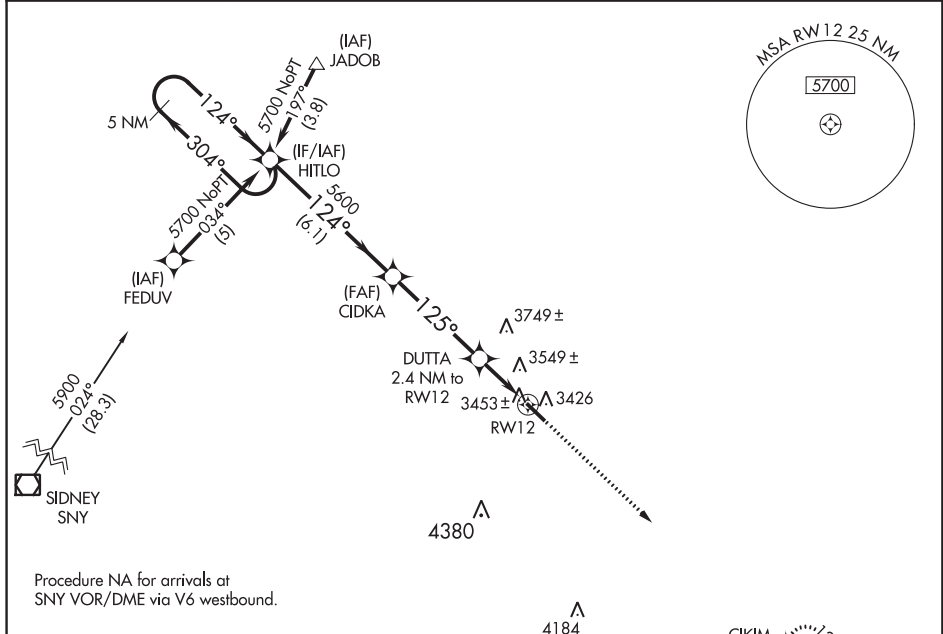 MSA RW12 25 NM
5700
(IAF)
JADOB
5700 NoPT
197°
(3.8)
5 NM
124°
304°
(IF/IAF)
HITLO
5700 NoPT
034°
(5)
5600
124°
(6.1)
(IAF)
FEDUV
(FAF)
CIDKA
125°
3749±
DUTTA
2.4 NM to
RW12
3549±
3453±
3426
RW12
5900
024°
(28.3)
SIDNEY
SNY
4380
Procedure NA for arrivals at
SNY VOR/DME via V6 westbound.
4184
CIKIM